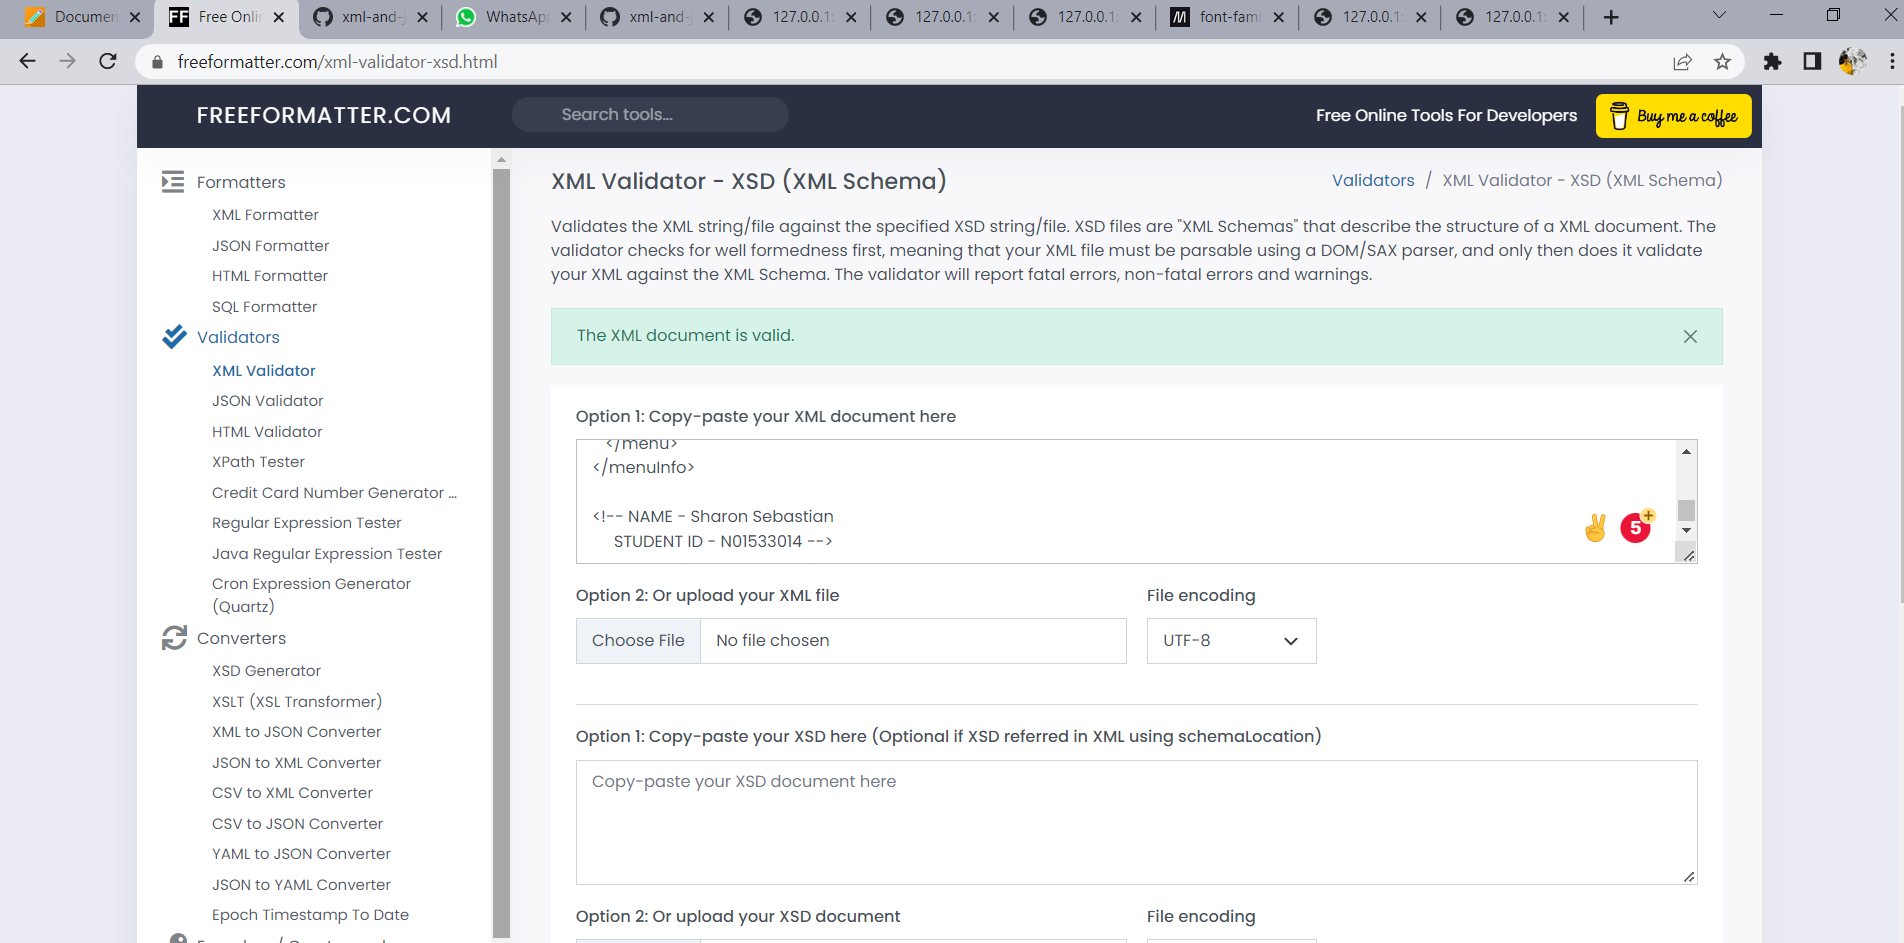 Documen
Free Onli
xml-and-
WhatsApp
xml-and-
127.0.0.1:
127.0.0.1:
127.0.0.1:
font-fami
127.0.0.1:
127.0.0.1:
freeformatter.com/xml-validator-xsd.html
FREEFORMATTER.COM
Search tools...
Free Online Tools For Developers
Buy me a coffee
Formatters
XML Formatter
JSON Formatter
HTML Formatter
SQL Formatter
Validators
XML Validator
JSON Validator
HTML Validator
XPath Tester
Credit Card Number Generator ...
Regular Expression Tester
Java Regular Expression Tester
Cron Expression Generator
(Quartz)
Converters
XSD Generator
XSLT (XSL Transformer)
XML to JSON Converter
JSON to XML Converter
CSV to XML Converter
CSV to JSON Converter
YAML to JSON Converter
JSON to YAML Converter
Epoch Timestamp To Date
XML Validator - XSD (XML Schema)
Validators / XML Validator - XSD (XML Schema)
Validates the XML string/file against the specified XSD string/file. XSD files are "XML Schemas" that describe the structure of a XML document. The
validator checks for well formedness first, meaning that your XML file must be parsable using a DOM/SAX parser, and only then does it validate
your XML against the XML Schema. The validator will report fatal errors, non-fatal errors and warnings.
The XML document is valid.
Option 1: Copy-paste your XML document here
</menu>
</menuInfo>
<!-- NAME - Sharon Sebastian
STUDENT ID - N01533014 -->
5
Option 2: Or upload your XML file
File encoding
Choose File
No file chosen
UTF-8
Option 1: Copy-paste your XSD here (Optional if XSD referred in XML using schemaLocation)
Copy-paste your XSD document here
Option 2: Or upload your XSD document
File encoding